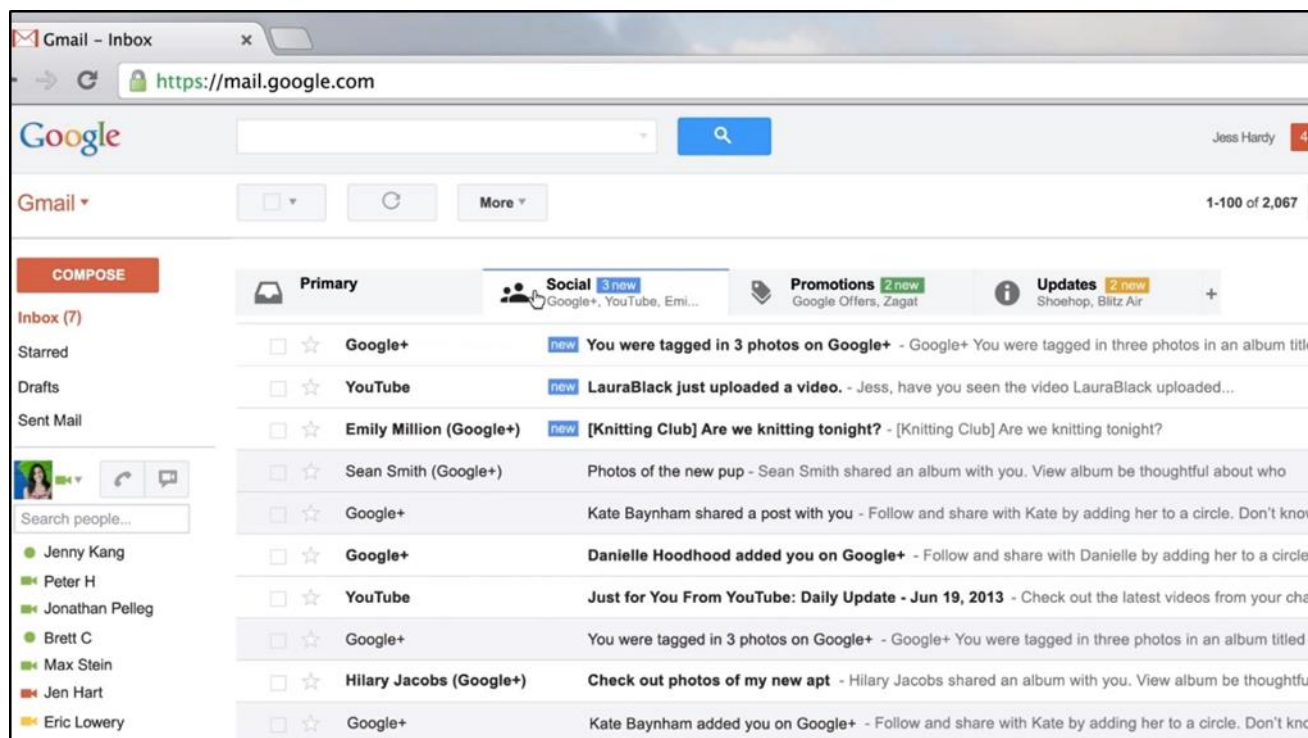 Gmail – Inbox
https://mail.google.com
Google
Jess Hardy 4
Gmail
More
1-100 of 2,067
COMPOSE
Primary
Social 3 new
Google+, YouTube, Emi...
Promotions 2 new
Google Offers, Zagat
Updates 2 new
Shoehop, Blitz Air
+
Inbox (7)
Starred
Drafts
Sent Mail
Google+ new You were tagged in 3 photos on Google+ - Google+ You were tagged in three photos in an album titl
YouTube new LauraBlack just uploaded a video. - Jess, have you seen the video LauraBlack uploaded...
Emily Million (Google+) new [Knitting Club] Are we knitting tonight? - [Knitting Club] Are we knitting tonight?
Sean Smith (Google+) Photos of the new pup - Sean Smith shared an album with you. View album be thoughtful about who
Google+ Kate Baynham shared a post with you - Follow and share with Kate by adding her to a circle. Don't know
Google+ Danielle Hoodhood added you on Google+ - Follow and share with Danielle by adding her to a circle
YouTube Just for You From YouTube: Daily Update - Jun 19, 2013 - Check out the latest videos from your cha
Google+ You were tagged in 3 photos on Google+ - Google+ You were tagged in three photos in an album titled
Hilary Jacobs (Google+) Check out photos of my new apt - Hilary Jacobs shared an album with you. View album be thoughtfu
Google+ Kate Baynham added you on Google+ - Follow and share with Kate by adding her to a circle. Don't kno
Search people...
Jenny Kang
Peter H
Jonathan Pelleg
Brett C
Max Stein
Jen Hart
Eric Lowery